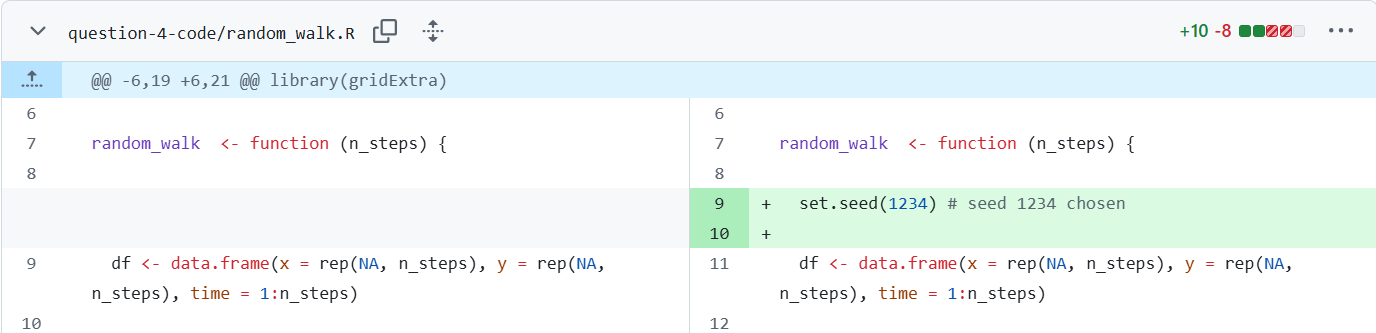 question-4-code/random_walk.R +10 -8
@@ -6,19 +6,21 @@ library(gridExtra)
6 6
7 random_walk <- function (n_steps) { 7 random_walk <- function (n_steps) {
8 8
9 + set.seed(1234) # seed 1234 chosen
10 +
9 df <- data.frame(x = rep(NA, n_steps), y = rep(NA, 11 df <- data.frame(x = rep(NA, n_steps), y = rep(NA,
n_steps), time = 1:n_steps) n_steps), time = 1:n_steps)
10 12